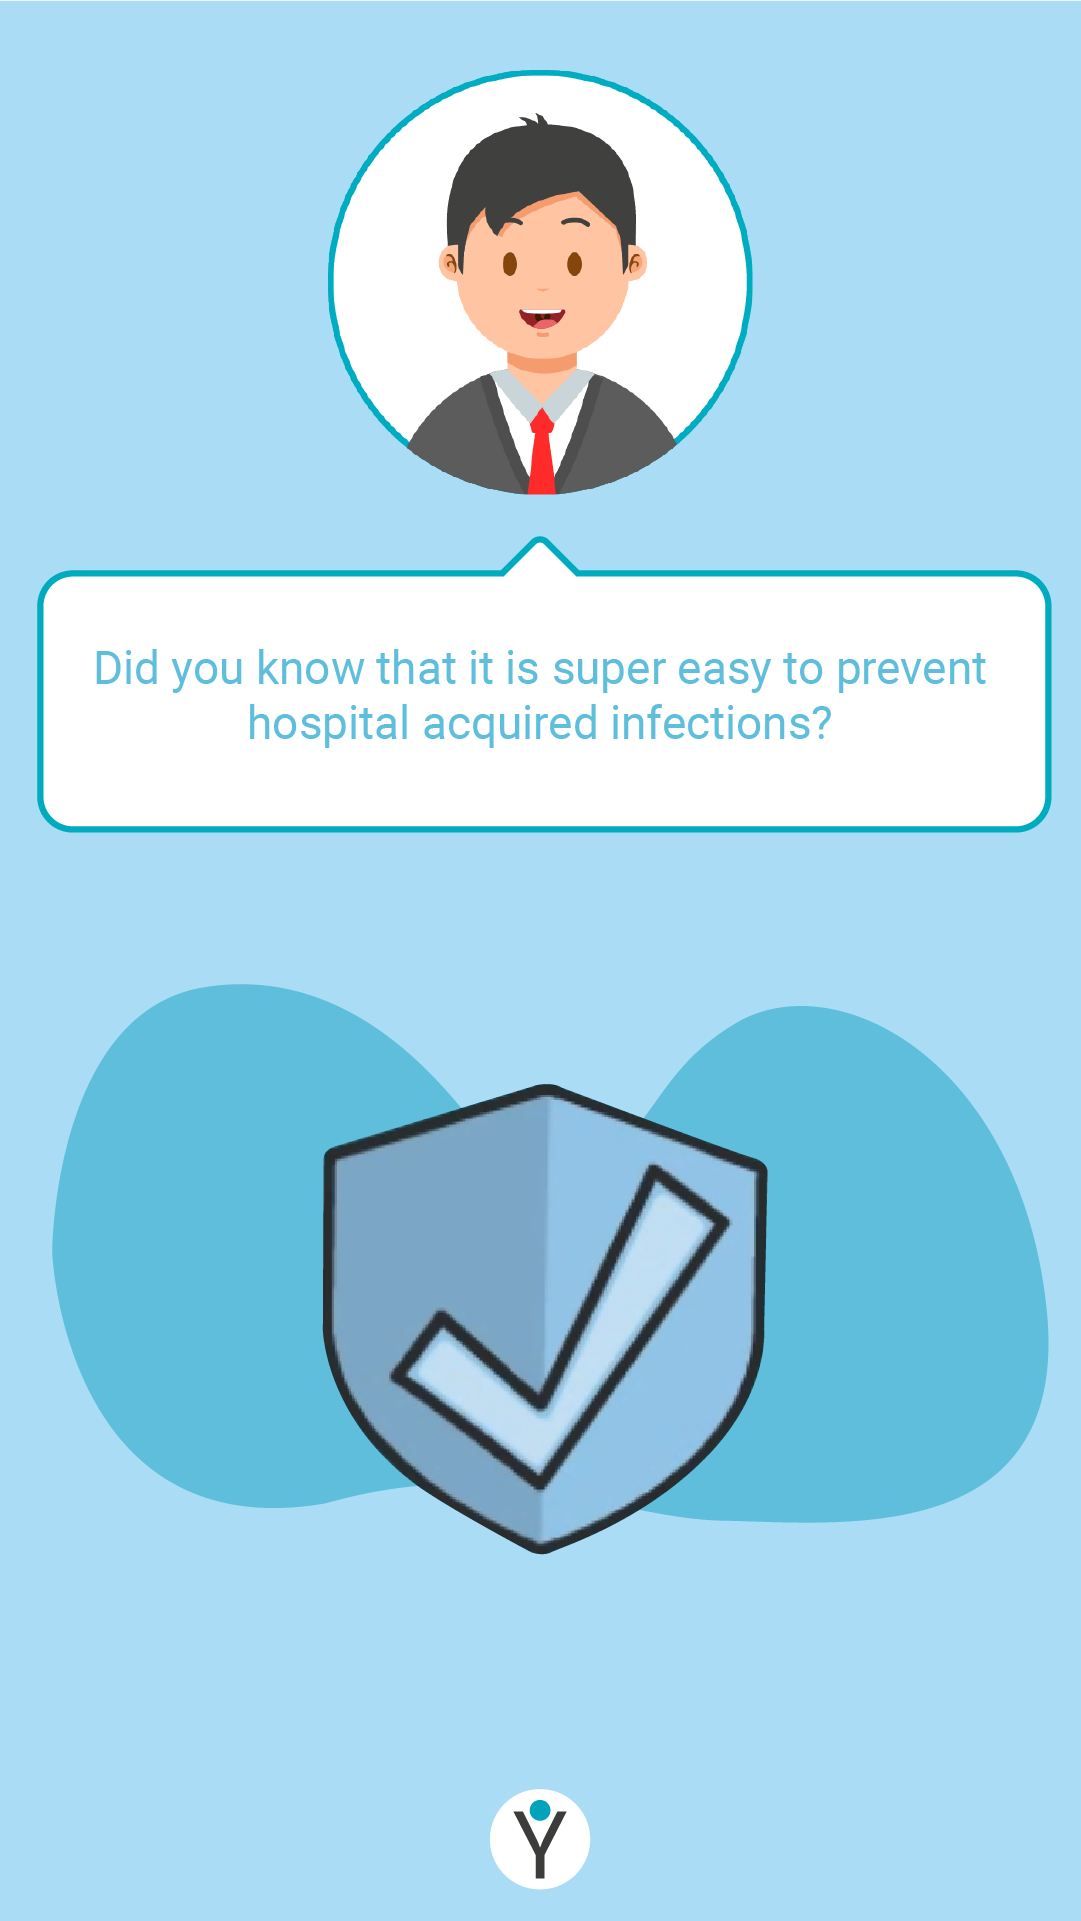 Did you know that it is super easy to prevent
hospital acquired infections?